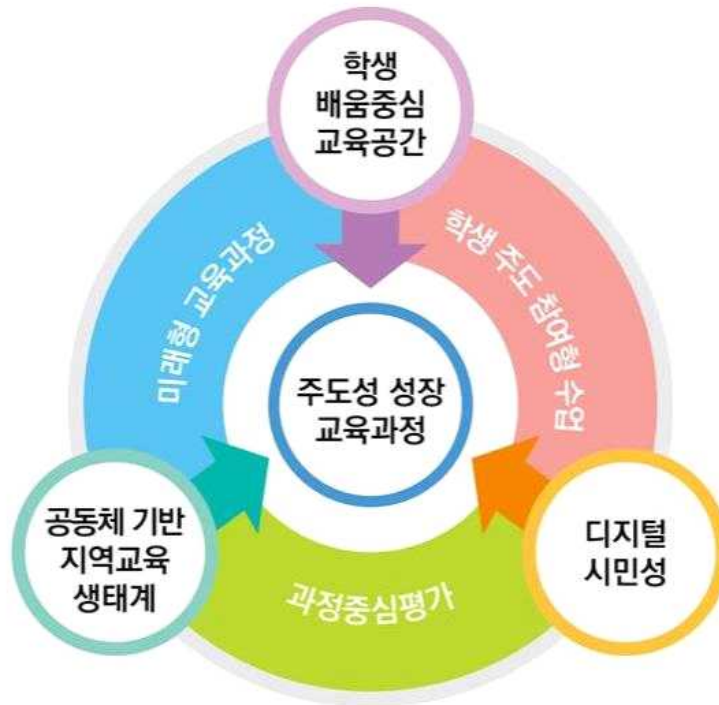 학생
배움중심
교육공간
미래형 교육과정
학생 주도 참여형 수업
주도성 성장
교육과정
공동체 기반
지역교육
생태계
디지털
시민성
과정중심평가